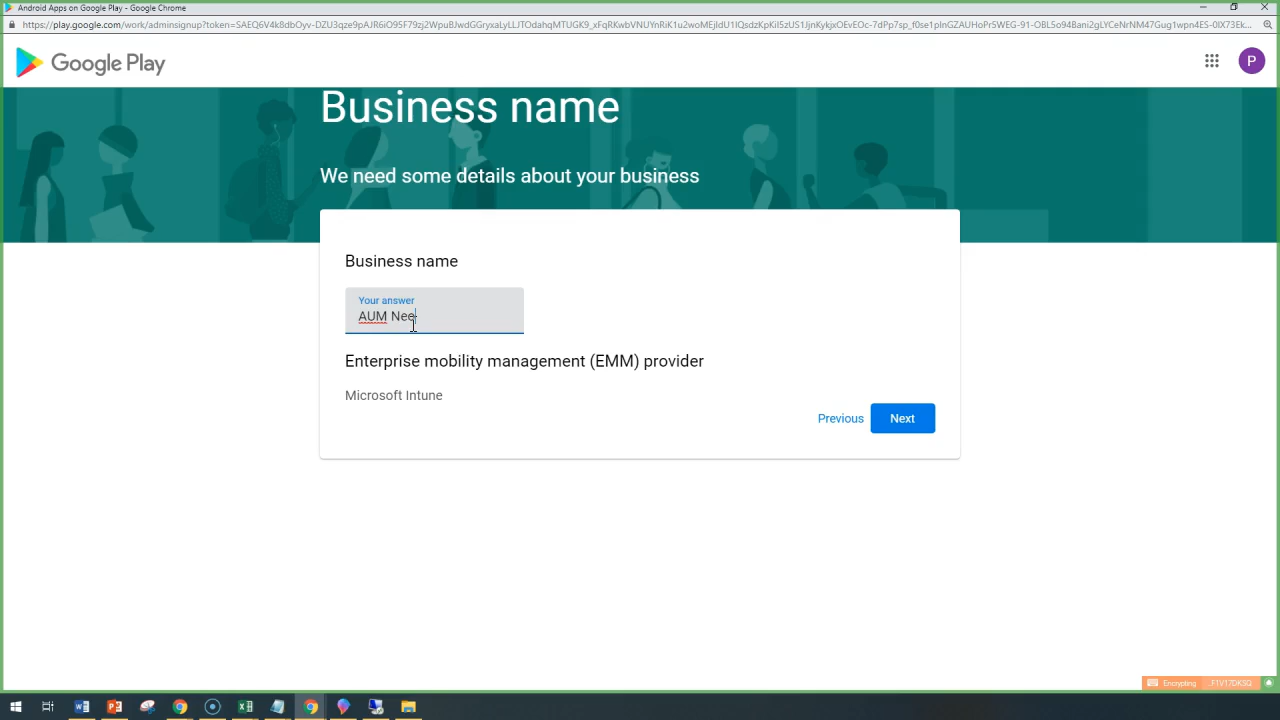 Android Apps on Google Play - Google Chrome
Google Play
P
Business name
We need some details about your business
Business name
Your answer
AUM Nee
Enterprise mobility management (EMM) provider
Microsoft Intune
Previous Next
Encrypting